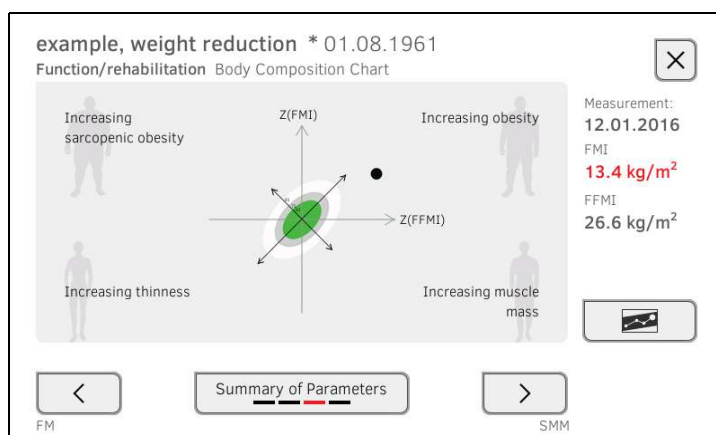 example, weight reduction * 01.08.1961
Function/rehabilitation Body Composition Chart
Increasing
sarcopenic obesity
Z(FMI)
Increasing obesity
Z(FFMI)
Increasing thinness
Increasing muscle
mass
Measurement:
12.01.2016
FMI
13.4 kg/m²
FFMI
26.6 kg/m²
Summary of Parameters
FM
SMM